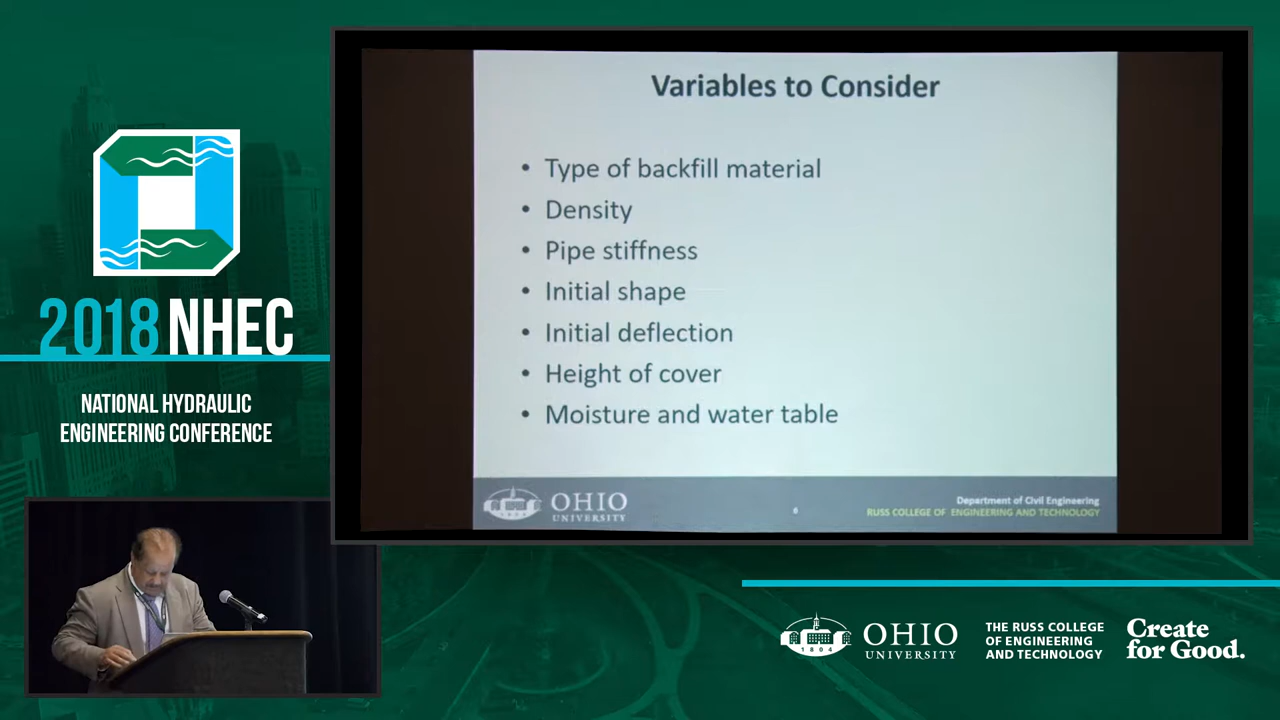 2018 NHEC
NATIONAL HYDRAULIC
ENGINEERING CONFERENCE
Variables to Consider
• Type of backfill material
• Density
• Pipe stiffness
• Initial shape
• Initial deflection
• Height of cover
• Moisture and water table
OHIO
UNIVERSITY
6
Department of Civil Engineering
RUSS COLLEGE OF ENGINEERING AND TECHNOLOGY
1804
OHIO
UNIVERSITY
THE RUSS COLLEGE
OF ENGINEERING
AND TECHNOLOGY
Create
for Good.